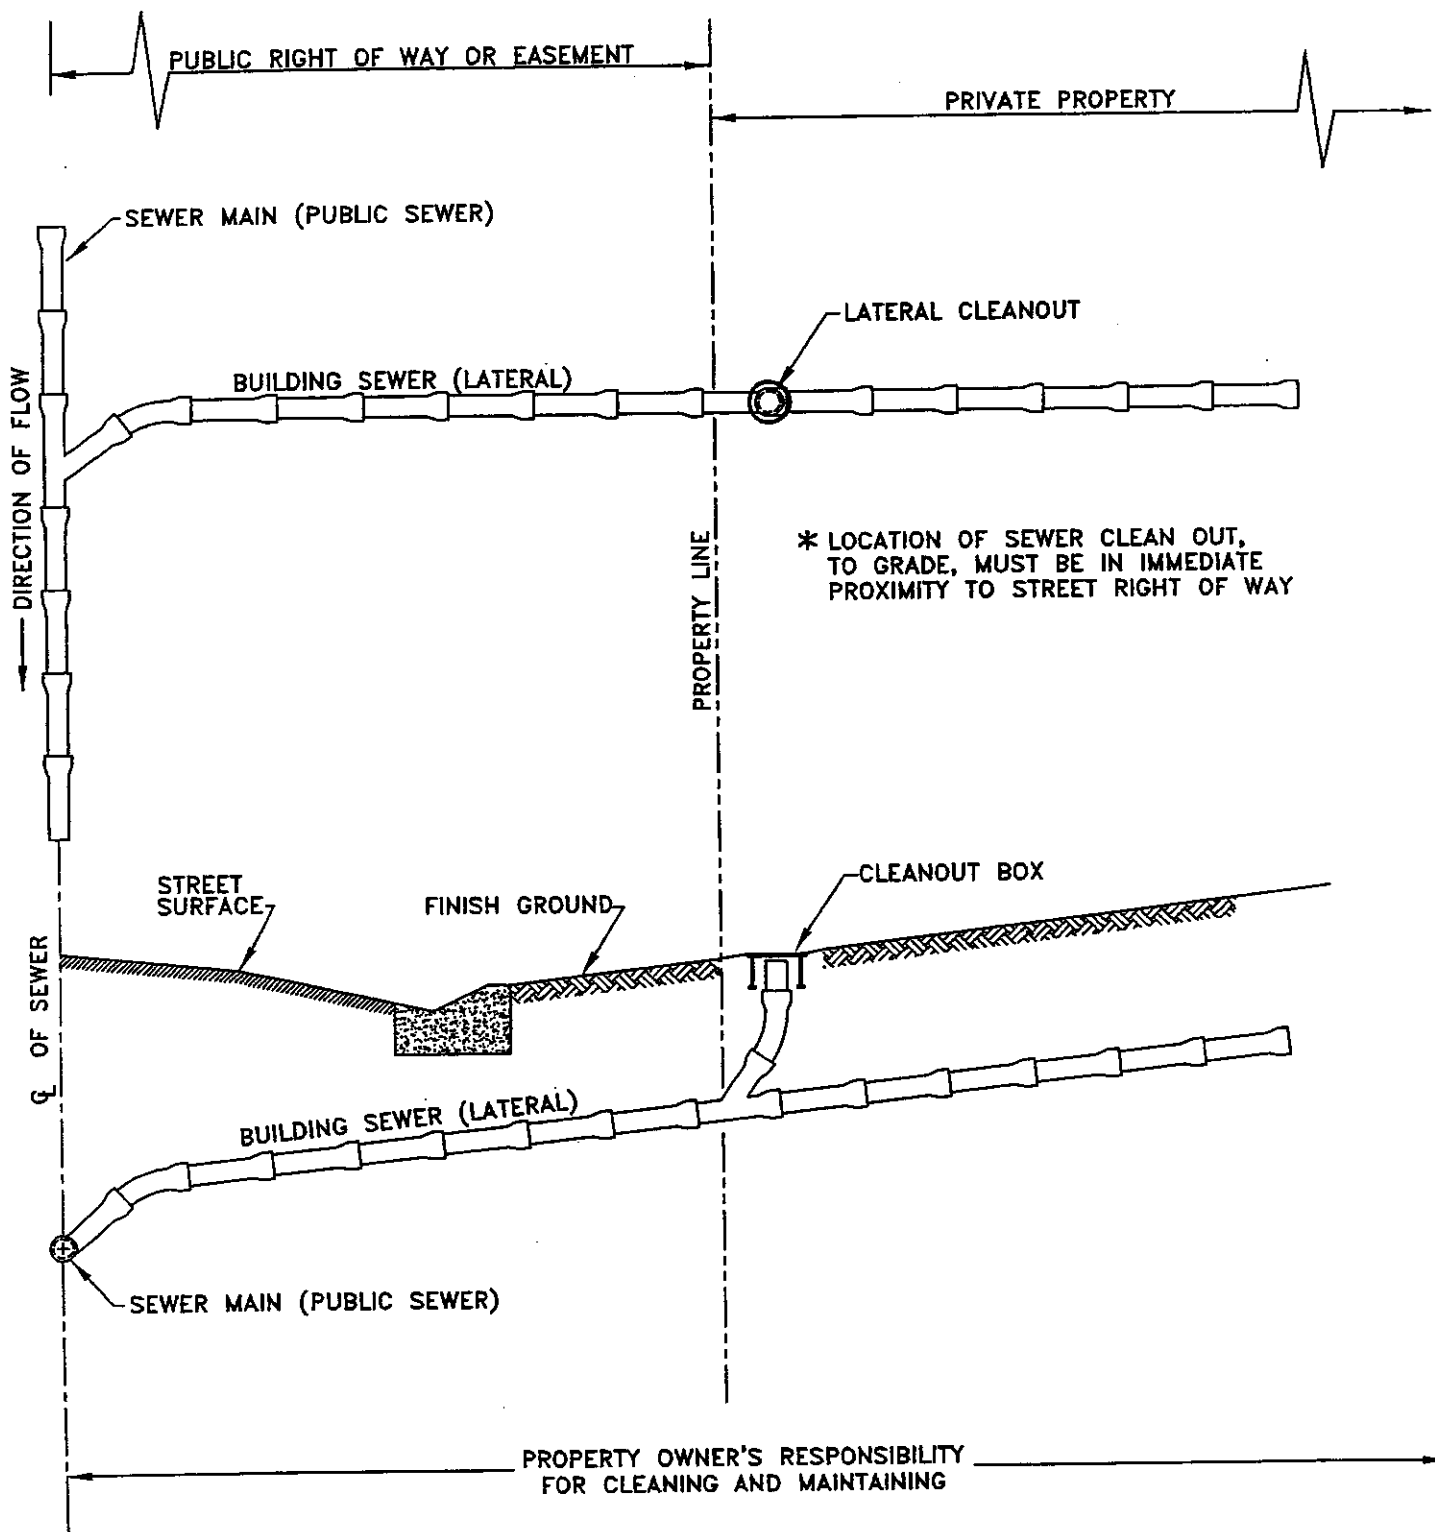 PUBLIC RIGHT OF WAY OR EASEMENT
PRIVATE PROPERTY
SEWER MAIN (PUBLIC SEWER)
LATERAL CLEANOUT
BUILDING SEWER (LATERAL)
DIRECTION OF FLOW
* LOCATION OF SEWER CLEAN OUT,
TO GRADE, MUST BE IN IMMEDIATE
PROXIMITY TO STREET RIGHT OF WAY
PROPERTY LINE
STREET
SURFACE
FINISH GROUND
CLEANOUT BOX
℄ OF SEWER
BUILDING SEWER (LATERAL)
SEWER MAIN (PUBLIC SEWER)
PROPERTY OWNER'S RESPONSIBILITY
FOR CLEANING AND MAINTAINING